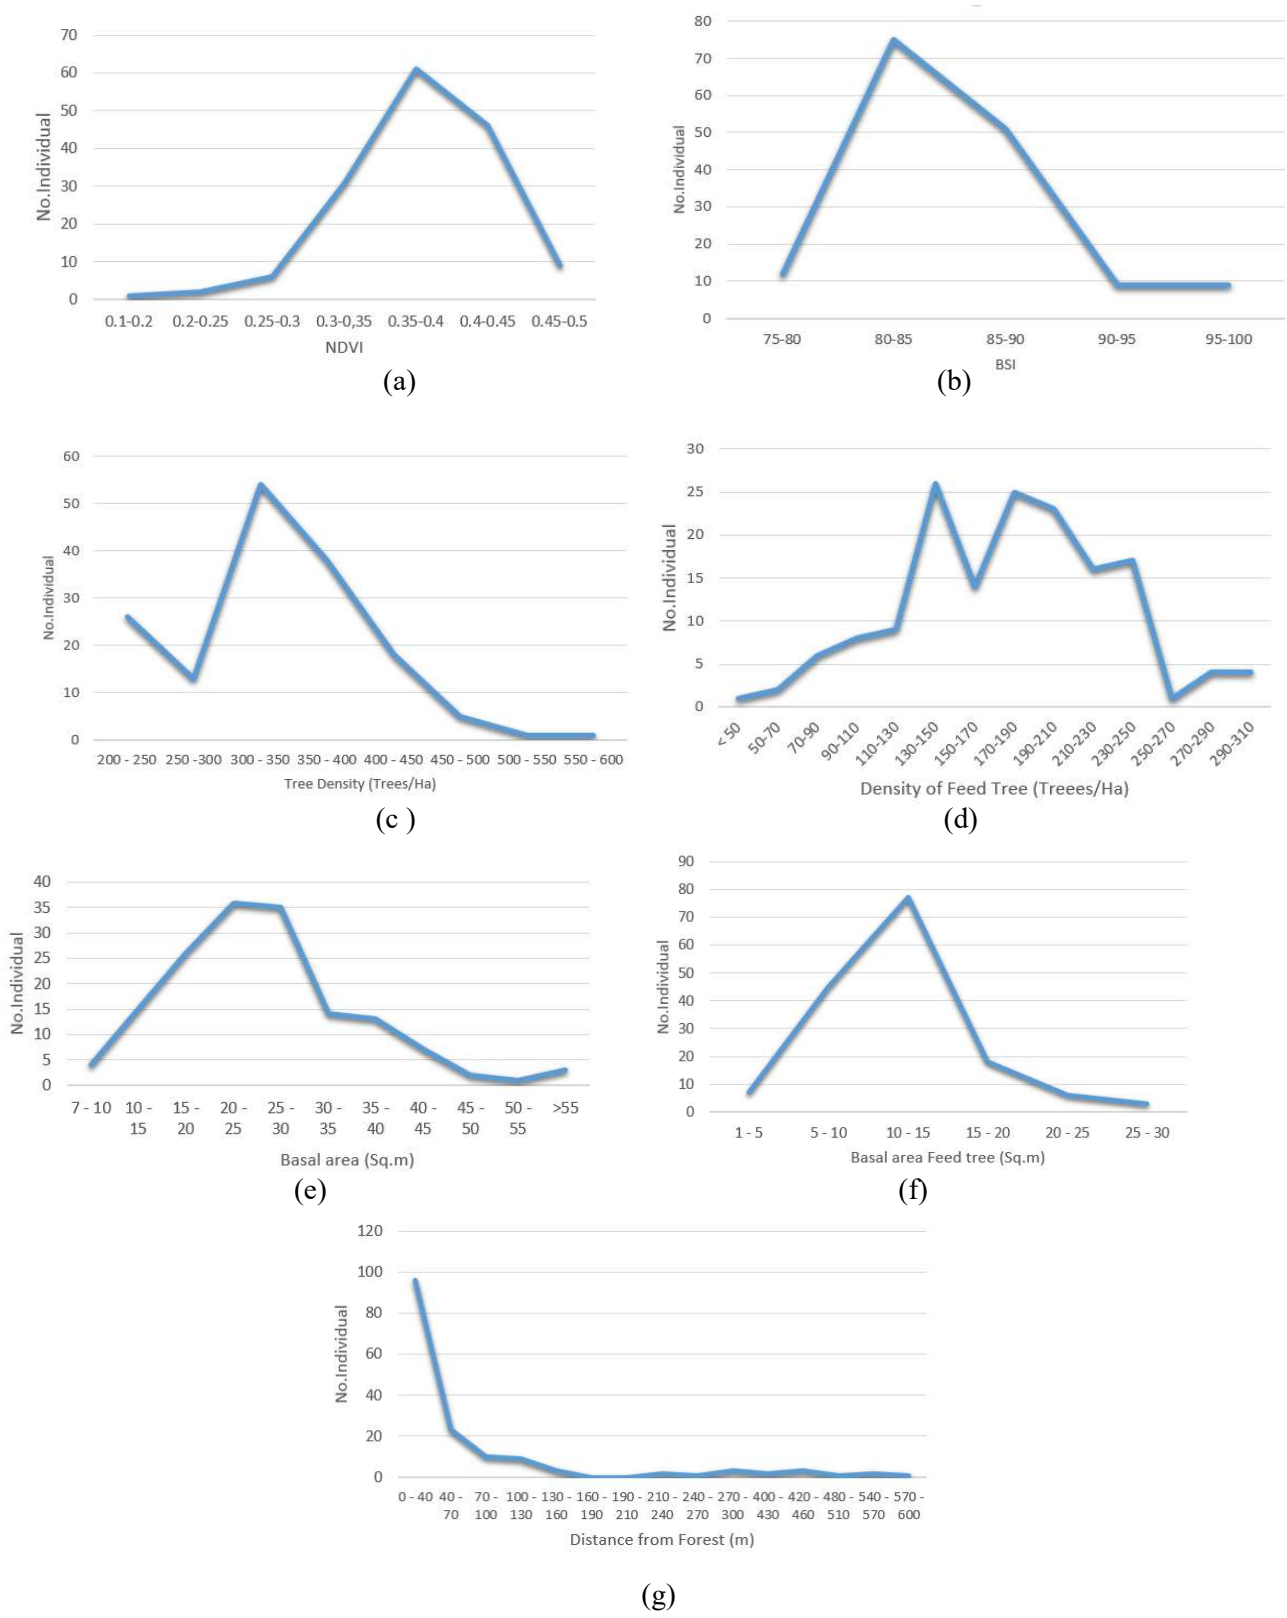 70
60
50
40
30
20
10
0
No.Individual
0.1-0.2 0.2-0.25 0.25-0.3 0.3-0,35 0.35-0.4 0.4-0.45 0.45-0.5
NDVI
(a)
80
70
60
50
40
30
20
10
0
No.Individual
75-80 80-85 85-90 90-95 95-100
BSI
(b)
60
50
40
30
20
10
0
No.Individual
200 - 250 250 -300 300 - 350 350 - 400 400 - 450 450 - 500 500 - 550 550 - 600
Tree Density (Trees/Ha)
(c )
30
25
20
15
10
5
0
No.Individual
< 50 50-70 70-90 90-110 110-130 130-150 150-170 170-190 190-210 210-230 230-250 250-270 270-290 290-310
Density of Feed Tree (Treees/Ha)
(d)
40
35
30
25
20
15
10
5
0
No.Individual
7 - 10 10 - 15 - 20 - 25 - 30 - 35 - 40 - 45 - 50 - >55
15 20 25 30 35 40 45 50 55
Basal area (Sq.m)
(e)
90
80
70
60
50
40
30
20
10
0
No.Individual
1 - 5 5 - 10 10 - 15 15 - 20 20 - 25 25 - 30
Basal area Feed tree (Sq.m)
(f)
120
100
80
60
40
20
0
No.Individual
0 - 40 40 - 70 - 100 - 130 - 160 - 190 - 210 - 240 - 270 - 400 - 420 - 480 - 540 - 570 -
70 100 130 160 190 210 240 270 300 430 460 510 570 600
Distance from Forest (m)
(g)